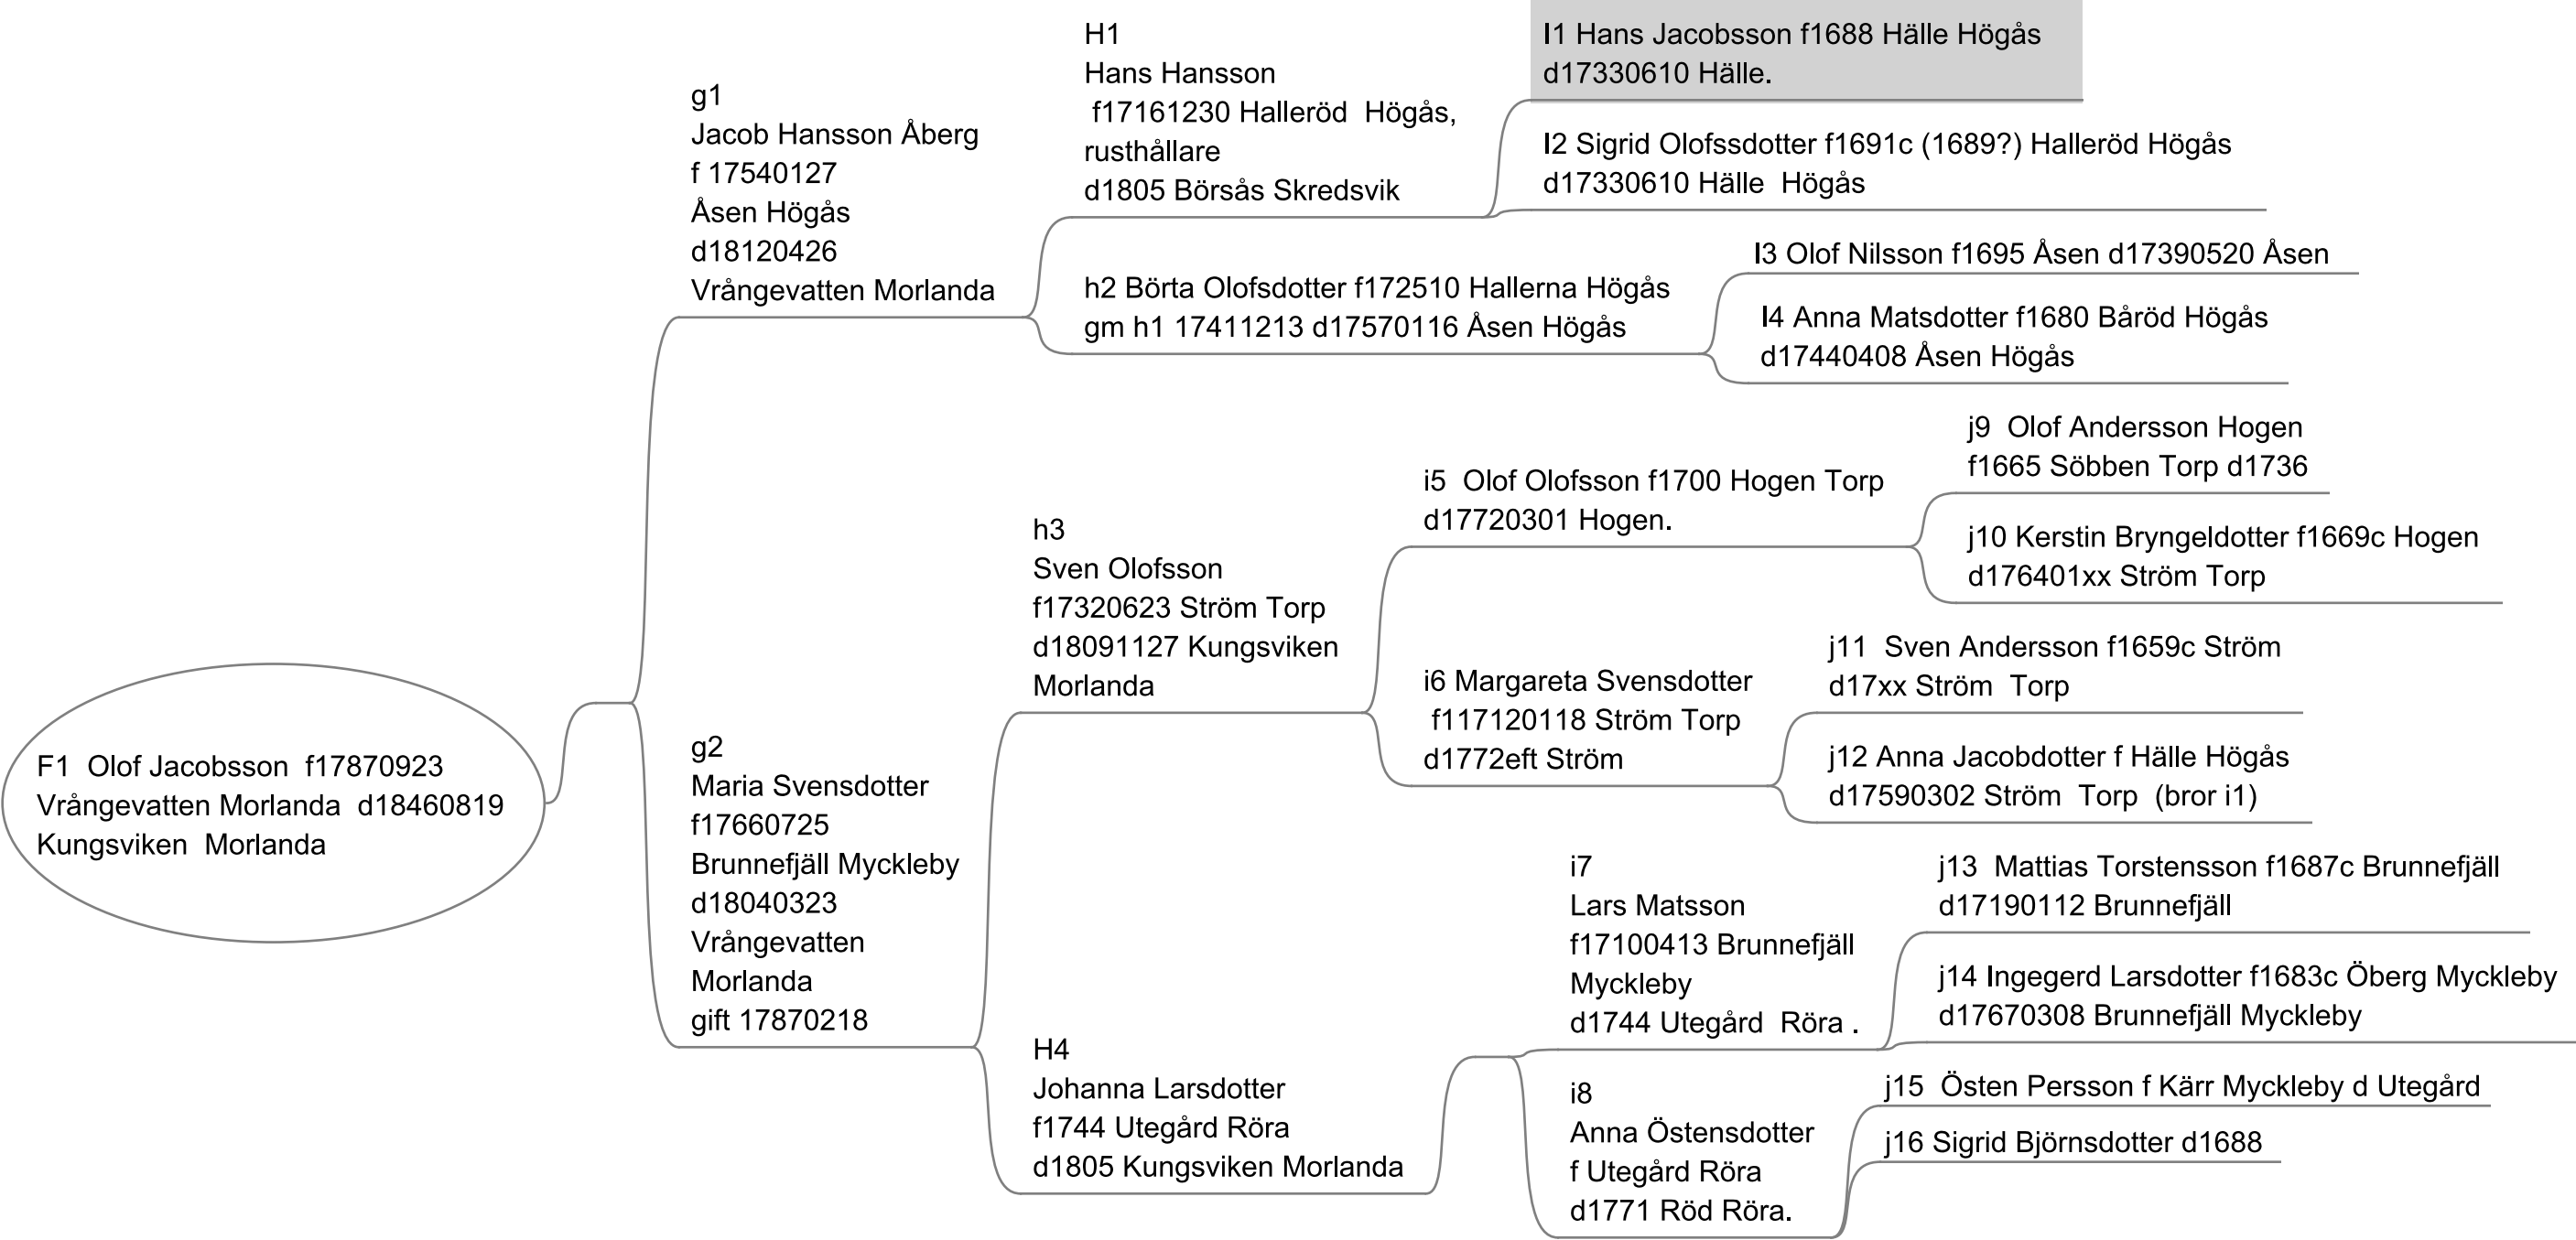 F1  Olof Jacobsson  f17870923
Vrångevatten Morlanda  d18460819
Kungsviken  Morlanda
g1
Jacob Hansson Åberg
f 17540127
Åsen Högås
d18120426
Vrångevatten Morlanda
H1
Hans Hansson
f17161230 Halleröd  Högås,
rusthållare
d1805 Börsås Skredsvik
I1 Hans Jacobsson f1688 Hälle Högås
d17330610 Hälle.
I2 Sigrid Olofssdotter f1691c (1689?) Halleröd Högås
d17330610 Hälle  Högås
h2 Börta Olofsdotter f172510 Hallerna Högås
gm h1 17411213 d17570116 Åsen Högås
I3 Olof Nilsson f1695 Åsen d17390520 Åsen
I4 Anna Matsdotter f1680 Båröd Högås
d17440408 Åsen Högås
g2
Maria Svensdotter
f17660725
Brunnefjäll Myckleby
d18040323
Vrångevatten
Morlanda
gift 17870218
h3
Sven Olofsson
f17320623 Ström Torp
d18091127 Kungsviken
Morlanda
i5  Olof Olofsson f1700 Hogen Torp
d17720301 Hogen.
j9  Olof Andersson Hogen
f1665 Söbben Torp d1736
j10 Kerstin Bryngeldotter f1669c Hogen
d176401xx Ström Torp
i6 Margareta Svensdotter
f117120118 Ström Torp
d1772eft Ström
j11  Sven Andersson f1659c Ström
d17xx Ström  Torp
j12 Anna Jacobdotter f Hälle Högås
d17590302 Ström  Torp  (bror i1)
H4
Johanna Larsdotter
f1744 Utegård Röra
d1805 Kungsviken Morlanda
i7
Lars Matsson
f17100413 Brunnefjäll
Myckleby
d1744 Utegård  Röra .
j13  Mattias Torstensson f1687c Brunnefjäll
d17190112 Brunnefjäll
j14 Ingegerd Larsdotter f1683c Öberg Myckleby
d17670308 Brunnefjäll Myckleby
i8
Anna Östensdotter
f Utegård Röra
d1771 Röd Röra.
j15  Östen Persson f Kärr Myckleby d Utegård
j16 Sigrid Björnsdotter d1688